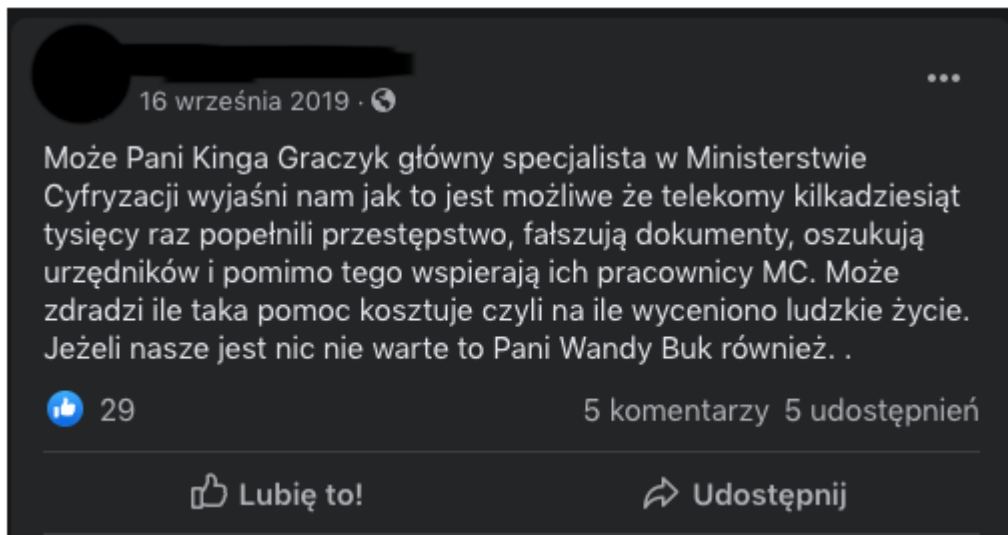 16 września 2019 ·
Może Pani Kinga Graczyk główny specjalista w Ministerstwie
Cyfryzacji wyjaśni nam jak to jest możliwe że telekomy kilkadziesiąt
tysięcy raz popełnili przestępstwo, fałszują dokumenty, oszukują
urzędników i pomimo tego wspierają ich pracownicy MC. Może
zdradzi ile taka pomoc kosztuje czyli na ile wyceniono ludzkie życie.
Jeżeli nasze jest nic nie warte to Pani Wandy Buk również. .
29 5 komentarzy 5 udostępnień
Lubię to! Udostępnij